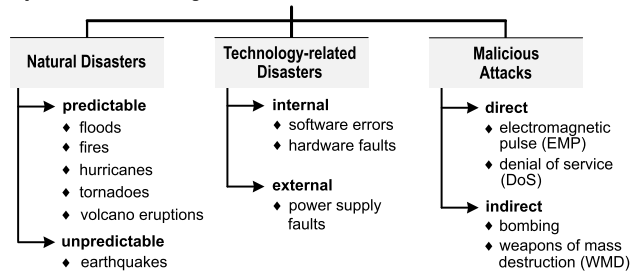 Natural Disasters
predictable
♦ floods
♦ fires
♦ hurricanes
♦ tornadoes
♦ volcano eruptions
unpredictable
♦ earthquakes
Technology-related
Disasters
internal
♦ software errors
♦ hardware faults
external
♦ power supply
faults
Malicious
Attacks
direct
♦ electromagnetic
pulse (EMP)
♦ denial of service
(DoS)
indirect
♦ bombing
♦ weapons of mass
destruction (WMD)